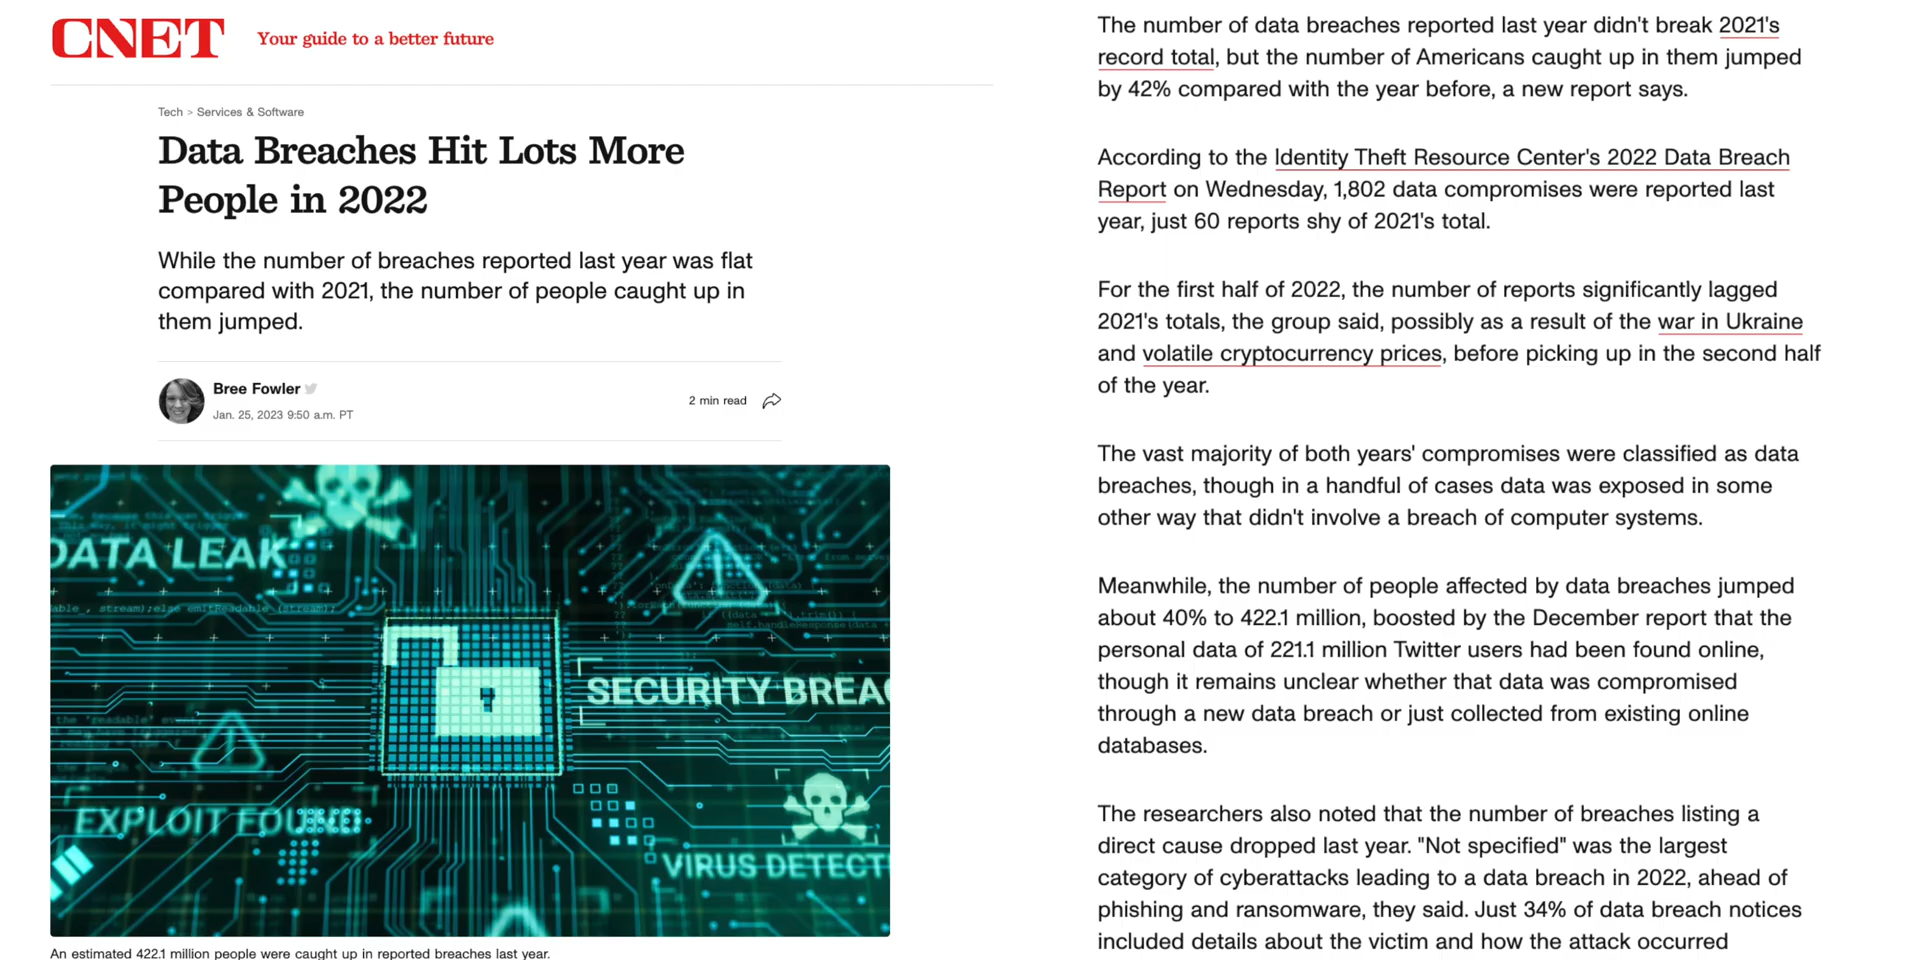 CNET
Your guide to a better future
Tech > Services & Software
Data Breaches Hit Lots More
People in 2022
While the number of breaches reported last year was flat
compared with 2021, the number of people caught up in
them jumped.
Bree Fowler
Jan. 25, 2023 9:50 a.m. PT
2 min read
DATA LEAK
SECURITY BREAC
EXPLOIT FOUND
VIRUS DETECT
An estimated 422.1 million people were caught up in reported breaches last year.
The number of data breaches reported last year didn't break 2021's
record total, but the number of Americans caught up in them jumped
by 42% compared with the year before, a new report says.
According to the Identity Theft Resource Center's 2022 Data Breach
Report on Wednesday, 1,802 data compromises were reported last
year, just 60 reports shy of 2021's total.
For the first half of 2022, the number of reports significantly lagged
2021's totals, the group said, possibly as a result of the war in Ukraine
and volatile cryptocurrency prices, before picking up in the second half
of the year.
The vast majority of both years' compromises were classified as data
breaches, though in a handful of cases data was exposed in some
other way that didn't involve a breach of computer systems.
Meanwhile, the number of people affected by data breaches jumped
about 40% to 422.1 million, boosted by the December report that the
personal data of 221.1 million Twitter users had been found online,
though it remains unclear whether that data was compromised
through a new data breach or just collected from existing online
databases.
The researchers also noted that the number of breaches listing a
direct cause dropped last year. "Not specified" was the largest
category of cyberattacks leading to a data breach in 2022, ahead of
phishing and ransomware, they said. Just 34% of data breach notices
included details about the victim and how the attack occurred